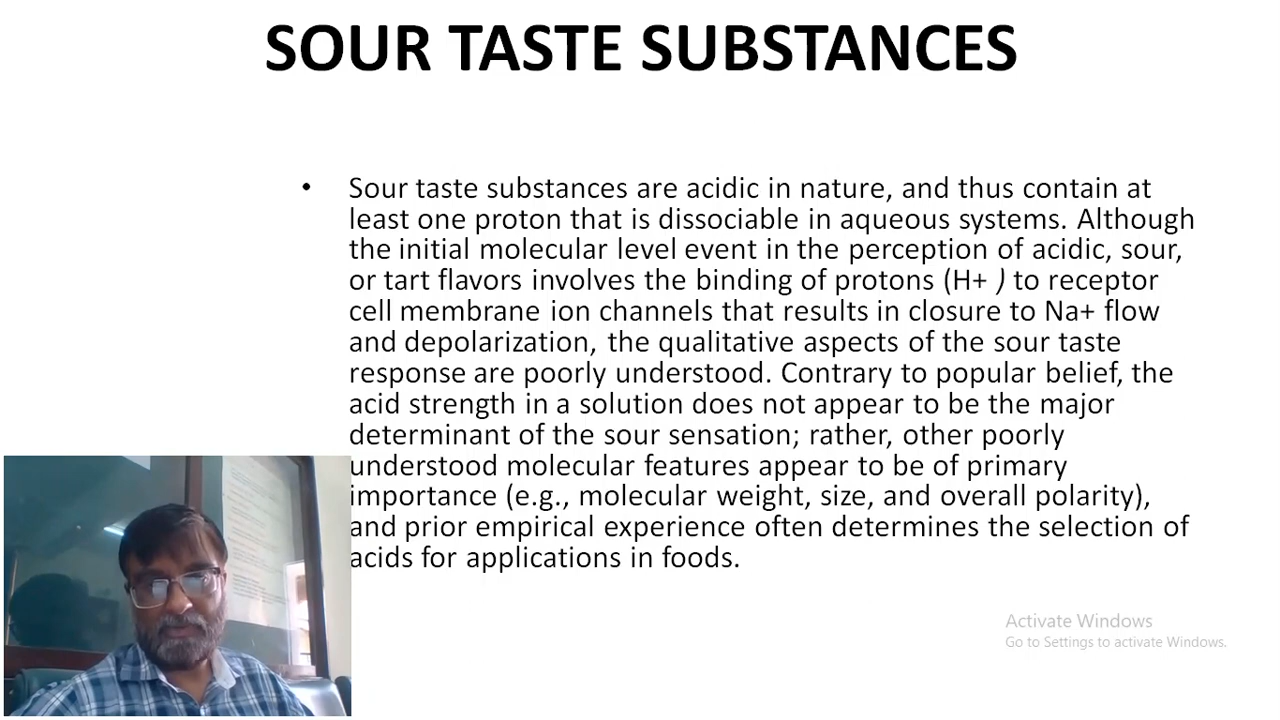 SOUR TASTE SUBSTANCES
• Sour taste substances are acidic in nature, and thus contain at
least one proton that is dissociable in aqueous systems. Although
the initial molecular level event in the perception of acidic, sour,
or tart flavors involves the binding of protons (H+ ) to receptor
cell membrane ion channels that results in closure to Na+ flow
and depolarization, the qualitative aspects of the sour taste
response are poorly understood. Contrary to popular belief, the
acid strength in a solution does not appear to be the major
determinant of the sour sensation; rather, other poorly
understood molecular features appear to be of primary
importance (e.g., molecular weight, size, and overall polarity),
and prior empirical experience often determines the selection of
acids for applications in foods.
Activate Windows
Go to Settings to activate Windows.